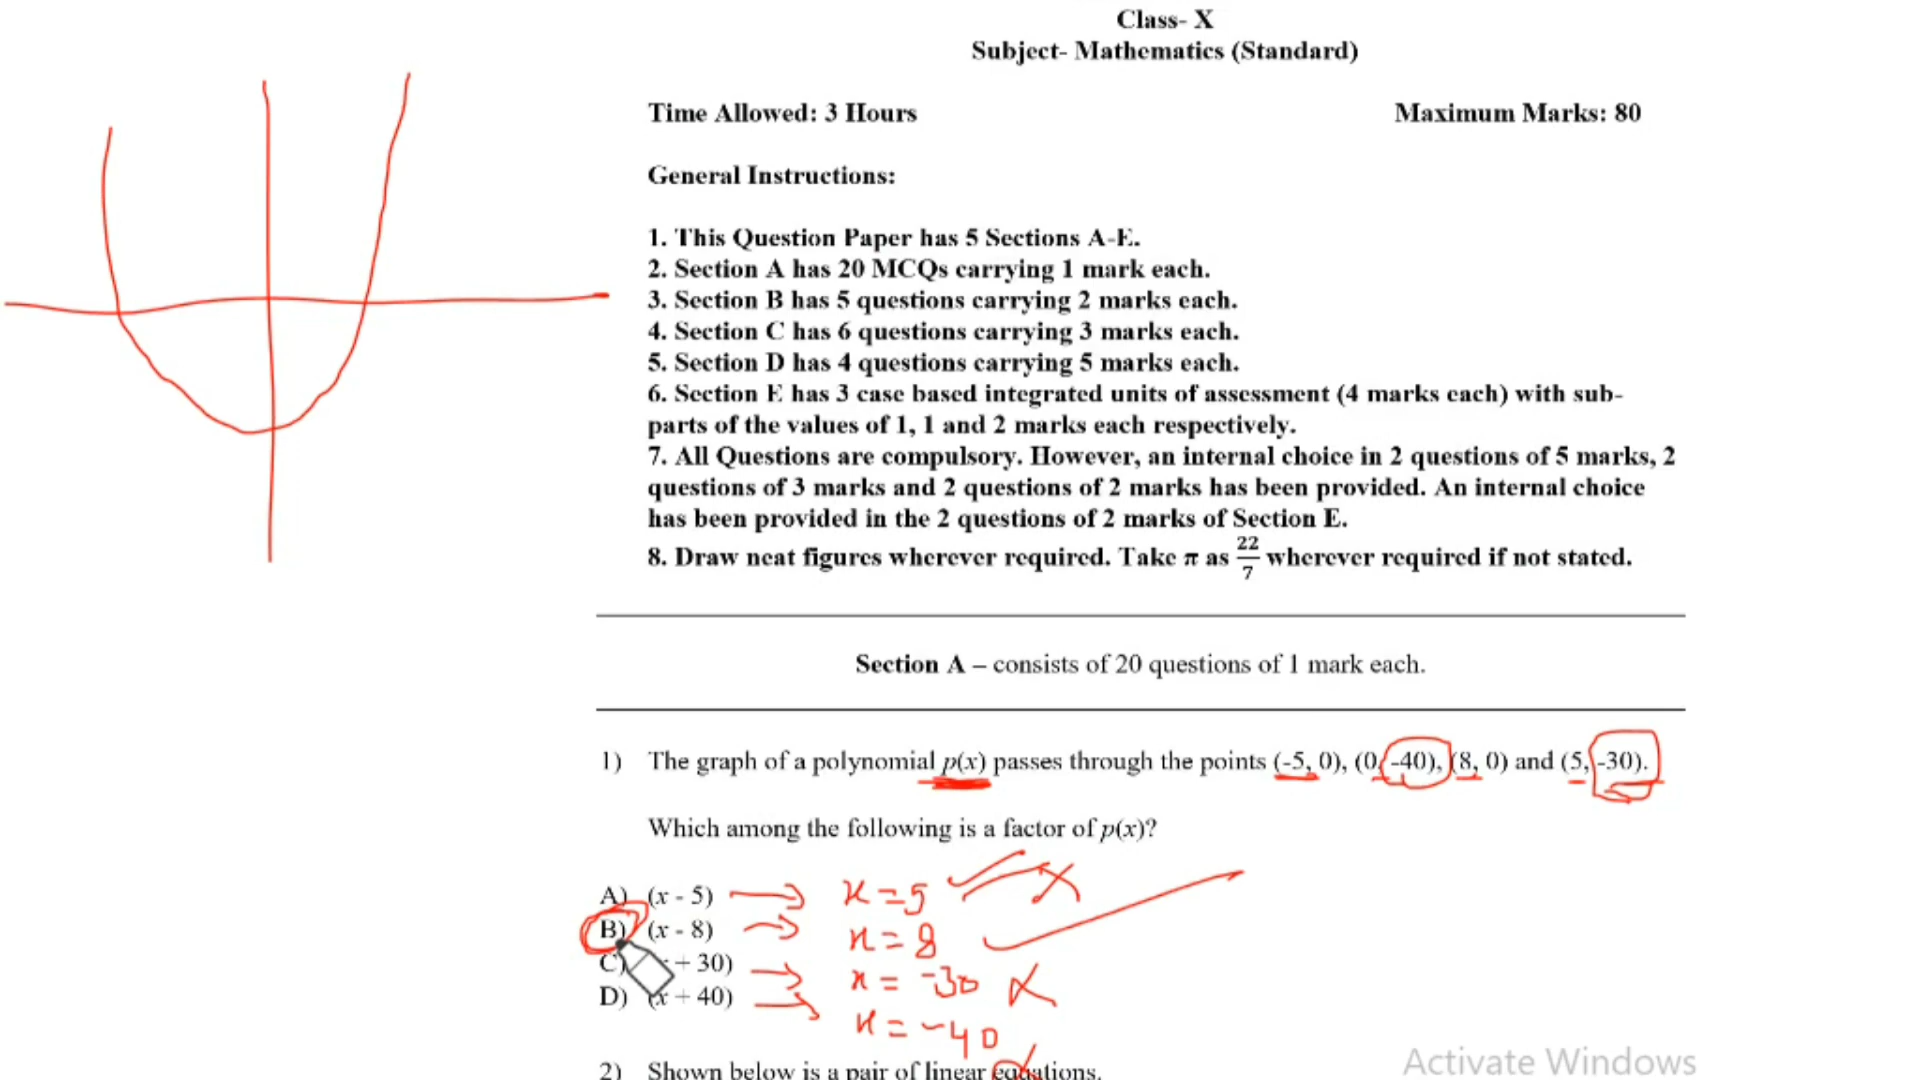 Class- X
Subject- Mathematics (Standard)
Time Allowed: 3 Hours Maximum Marks: 80
General Instructions:
1. This Question Paper has 5 Sections A-E.
2. Section A has 20 MCQs carrying 1 mark each.
3. Section B has 5 questions carrying 2 marks each.
4. Section C has 6 questions carrying 3 marks each.
5. Section D has 4 questions carrying 5 marks each.
6. Section E has 3 case based integrated units of assessment (4 marks each) with sub-
parts of the values of 1, 1 and 2 marks each respectively.
7. All Questions are compulsory. However, an internal choice in 2 questions of 5 marks, 2
questions of 3 marks and 2 questions of 2 marks has been provided. An internal choice
has been provided in the 2 questions of 2 marks of Section E.
8. Draw neat figures wherever required. Take π as 22/7 wherever required if not stated.
Section A – consists of 20 questions of 1 mark each.
1) The graph of a polynomial p(x) passes through the points (-5, 0), (0, -40), (8, 0) and (5, -30).
Which among the following is a factor of p(x)?
A) (x - 5) x = 5
B) (x - 8) x = 8
C) + 30) x = -30
D) (x + 40) x = -40
2) Shown below is a pair of linear equations.
Activate Windows